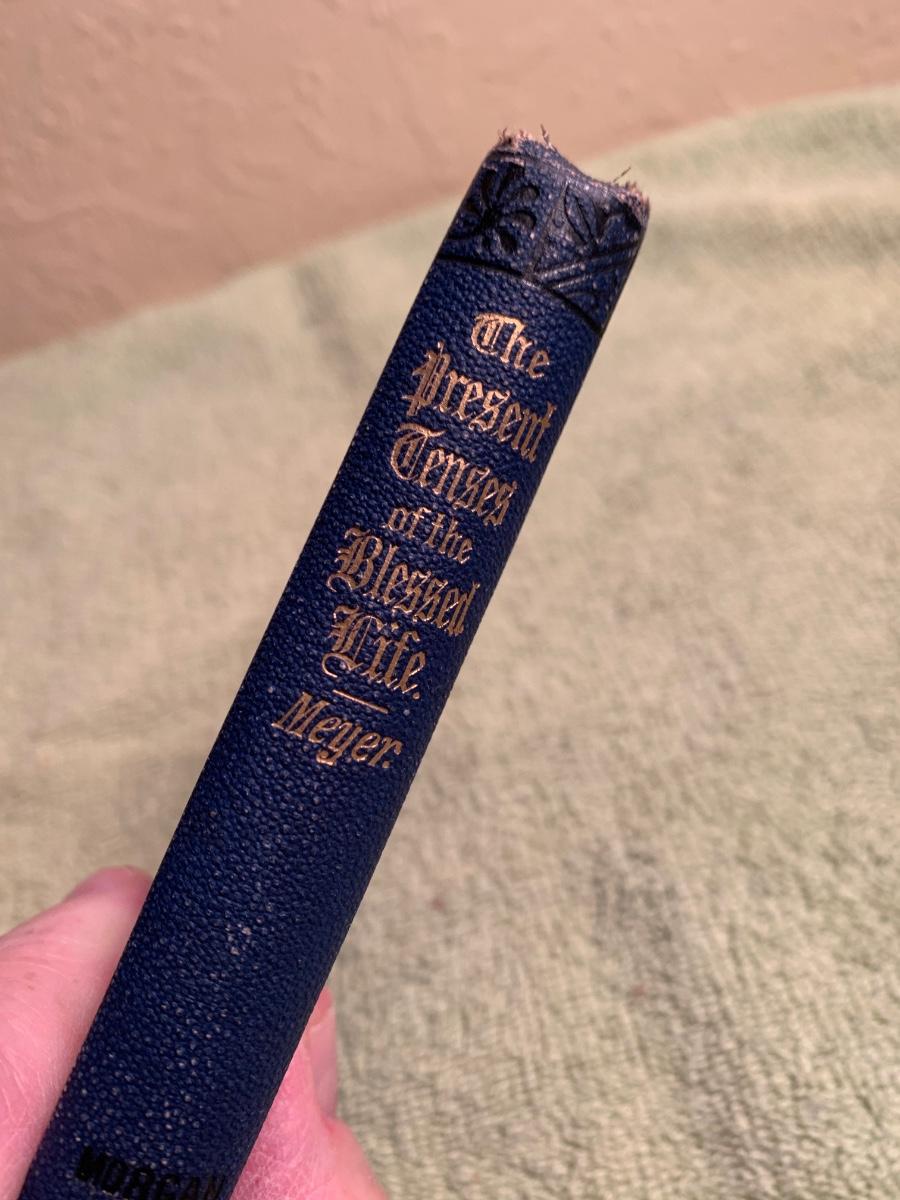 The
Present
Tenses
of the
Blessed
Life.
Meyer.
MORGAN